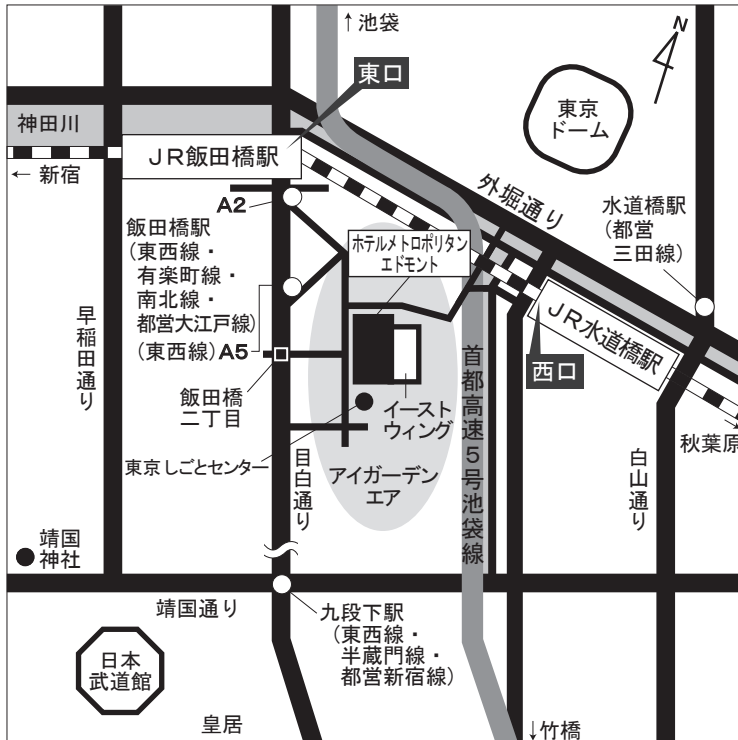 ↑池袋
N
東口
東京
ドーム
神田川
JR飯田橋駅
← 新宿
外堀通り
水道橋駅
(都営
三田線)
A2
飯田橋駅
(東西線・
有楽町線・
南北線・
都営大江戸線)
(東西線)A5
ホテルメトロポリタン
エドモント
早稲田通り
JR水道橋駅
西口
首都高速5号池袋線
飯田橋
二丁目
イースト
ウィング
秋葉原
東京しごとセンター
目白通り
アイガーデン
エア
白山通り
靖国
神社
靖国通り
九段下駅
(東西線・
半蔵門線・
都営新宿線)
日本
武道館
皇居
↓竹橋